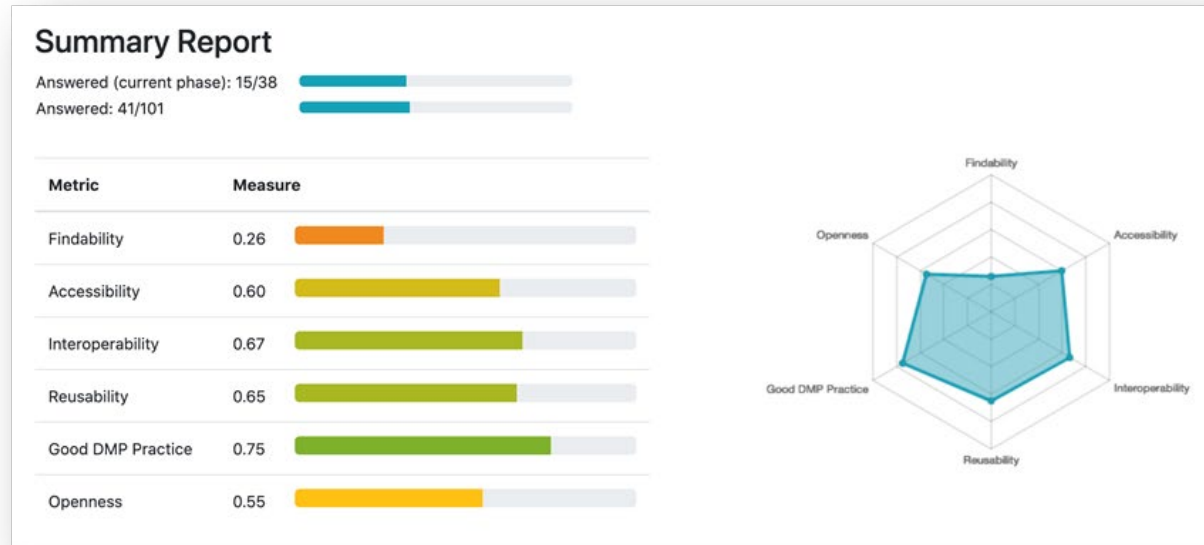 Summary Report
Answered (current phase): 15/38
Answered: 41/101
Metric Measure
Findability 0.26
Accessibility 0.60
Interoperability 0.67
Reusability 0.65
Good DMP Practice 0.75
Openness 0.55
Findability
Openness
Accessibility
Good DMP Practice
Interoperability
Reusability